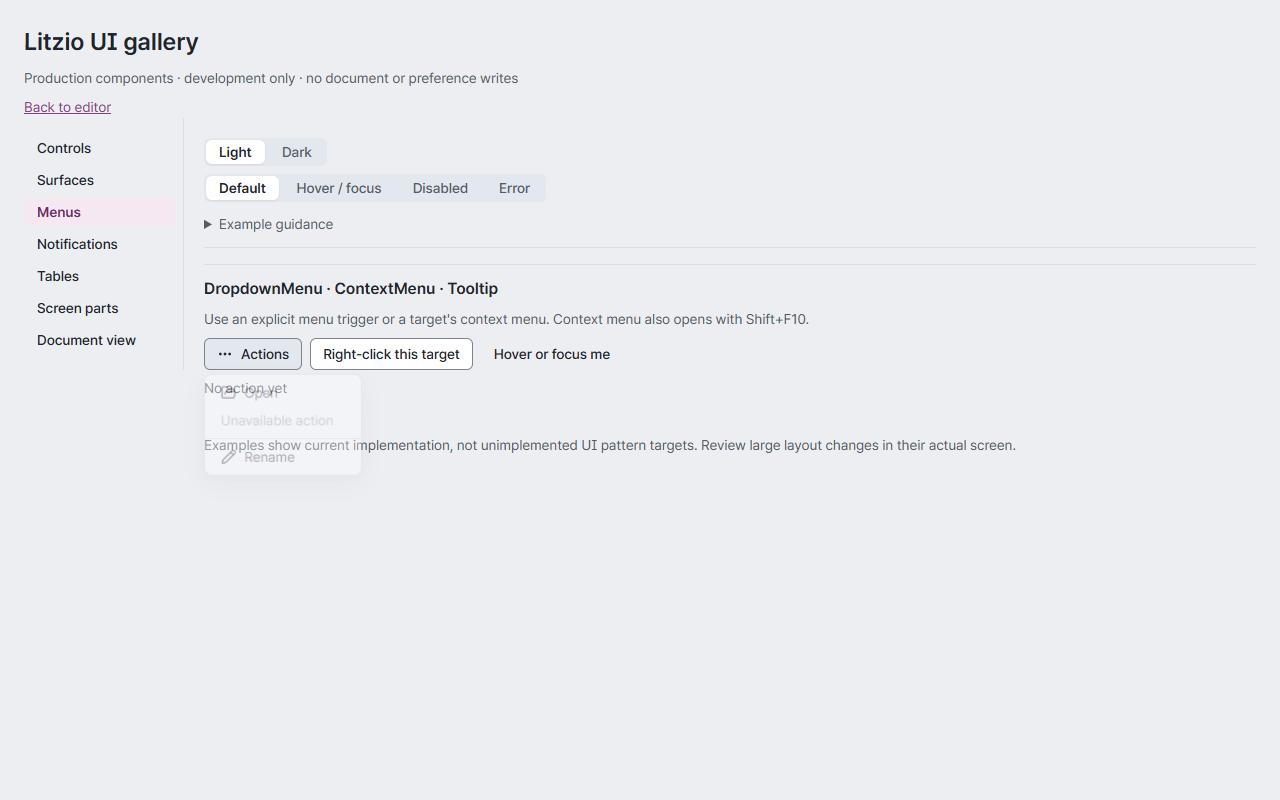 Litzio UI gallery
Production components · development only · no document or preference writes
Back to editor
Controls
Surfaces
Menus
Notifications
Tables
Screen parts
Document view
Light Dark
Default Hover / focus Disabled Error
Example guidance
DropdownMenu · ContextMenu · Tooltip
Use an explicit menu trigger or a target's context menu. Context menu also opens with Shift+F10.
Actions Right-click this target Hover or focus me
No action yet
Open
Unavailable action
Examples show current implementation, not unimplemented UI pattern targets. Review large layout changes in their actual screen.
Rename